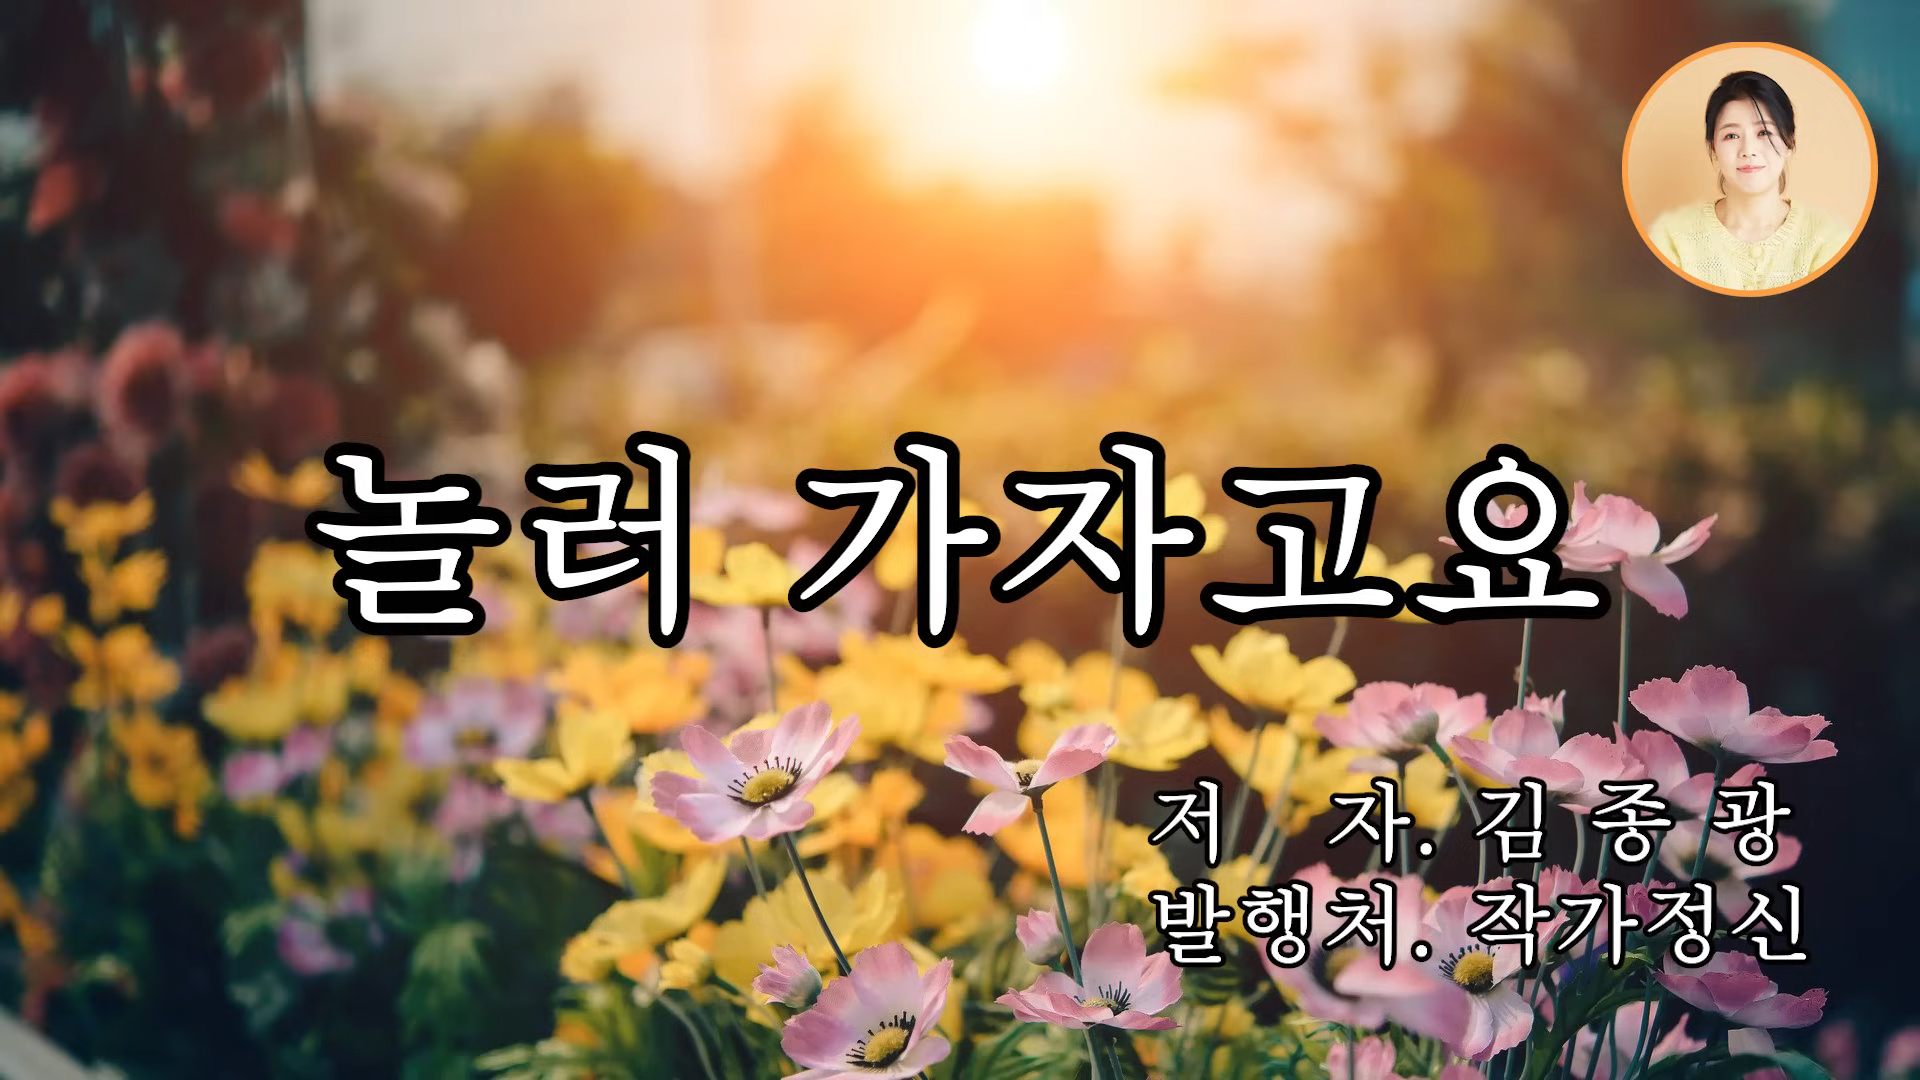 놀러 가자고요
저 자. 김 종 광
발행처. 작가정신